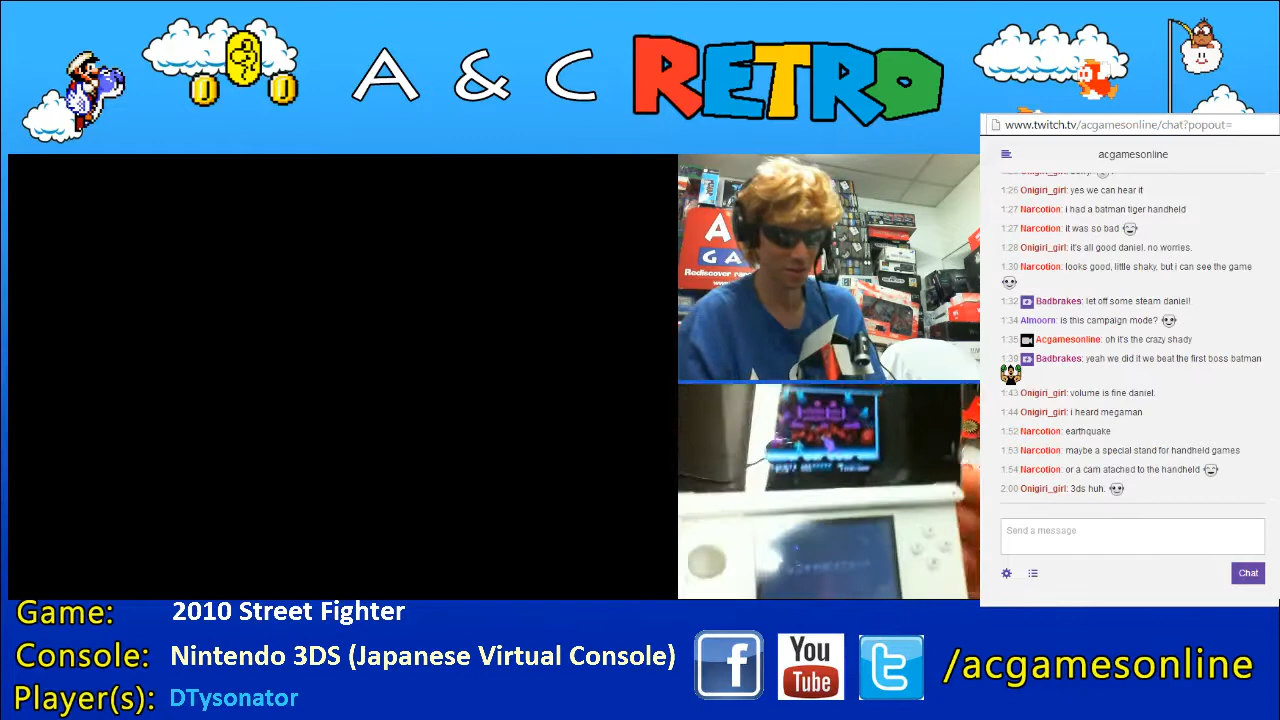 A & C RETRO
www.twitch.tv/acgamesonline/chat?popout=
acgamesonline
1:26 Onigiri_girl: yes we can hear it
1:27 Narcotion: i had a batman tiger handheld
1:27 Narcotion: it was so bad
1:28 Onigiri_girl: it's all good daniel. no worries.
1:30 Narcotion: looks good, little shaky, but i can see the game
1:32 Badbrakes: let off some steam daniel!
1:34 Almoorn: is this campaign mode?
1:35 Acgamesonline: oh it's the crazy shady
1:39 Badbrakes: yeah we did it we beat the first boss batman
1:43 Onigiri_girl: volume is fine daniel.
1:44 Onigiri_girl: i heard megaman
1:52 Narcotion: earthquake
1:53 Narcotion: maybe a special stand for handheld games
1:54 Narcotion: or a cam atached to the handheld
2:00 Onigiri_girl: 3ds huh.
Send a message
Chat
A
GA
Rediscover
Game: 2010 Street Fighter
Console: Nintendo 3DS (Japanese Virtual Console)
Player(s): DTysonator
f You Tube t /acgamesonline